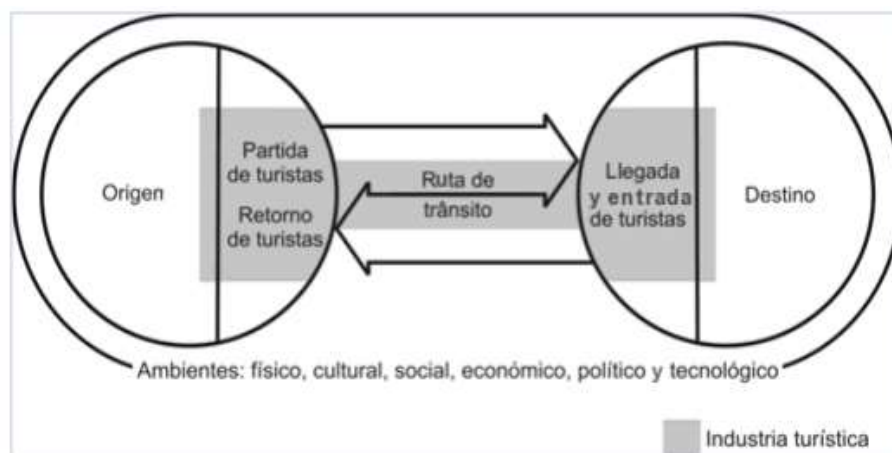 Origen
Partida
de turistas
Retorno
de turistas
Ruta de
trânsito
Llegada
y entrada
de turistas
Destino
Ambientes: físico, cultural, social, económico, político y tecnológico
Industria turística